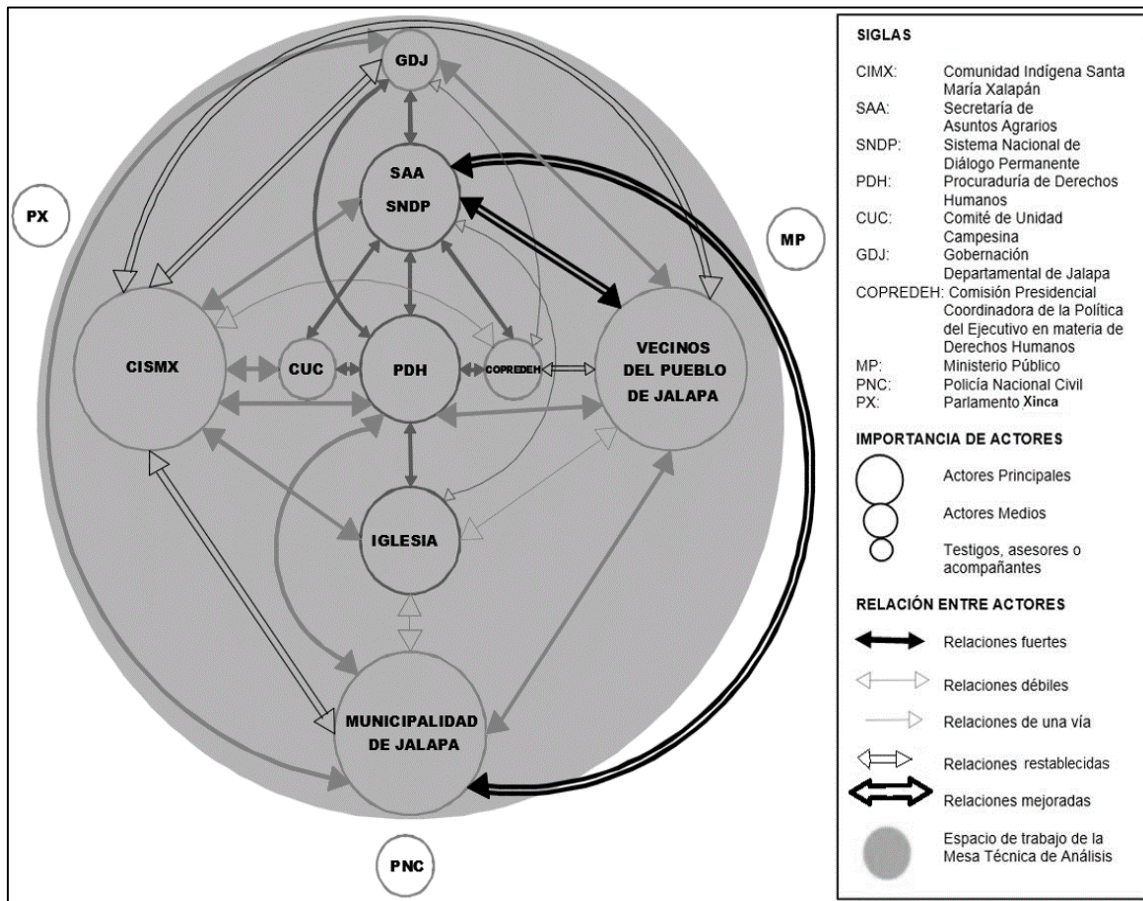 GDJ
SAA
SNDP
PX
MP
CISMX
CUC
PDH
COPREDEH
VECINOS
DEL PUEBLO
DE JALAPA
IGLESIA
MUNICIPALIDAD
DE JALAPA
PNC
SIGLAS
CIMX: Comunidad Indígena Santa
María Xalapán
SAA: Secretaría de
Asuntos Agrarios
SNDP: Sistema Nacional de
Diálogo Permanente
PDH: Procuraduría de Derechos
Humanos
CUC: Comité de Unidad
Campesina
GDJ: Gobernación
Departamental de Jalapa
COPREDEH: Comisión Presidencial
Coordinadora de la Política
del Ejecutivo en materia de
Derechos Humanos
MP: Ministerio Público
PNC: Policía Nacional Civil
PX: Parlamento Xinca
IMPORTANCIA DE ACTORES
Actores Principales
Actores Medios
Testigos, asesores o
acompañantes
RELACIÓN ENTRE ACTORES
Relaciones fuertes
Relaciones débiles
Relaciones de una vía
Relaciones restablecidas
Relaciones mejoradas
Espacio de trabajo de la
Mesa Técnica de Análisis